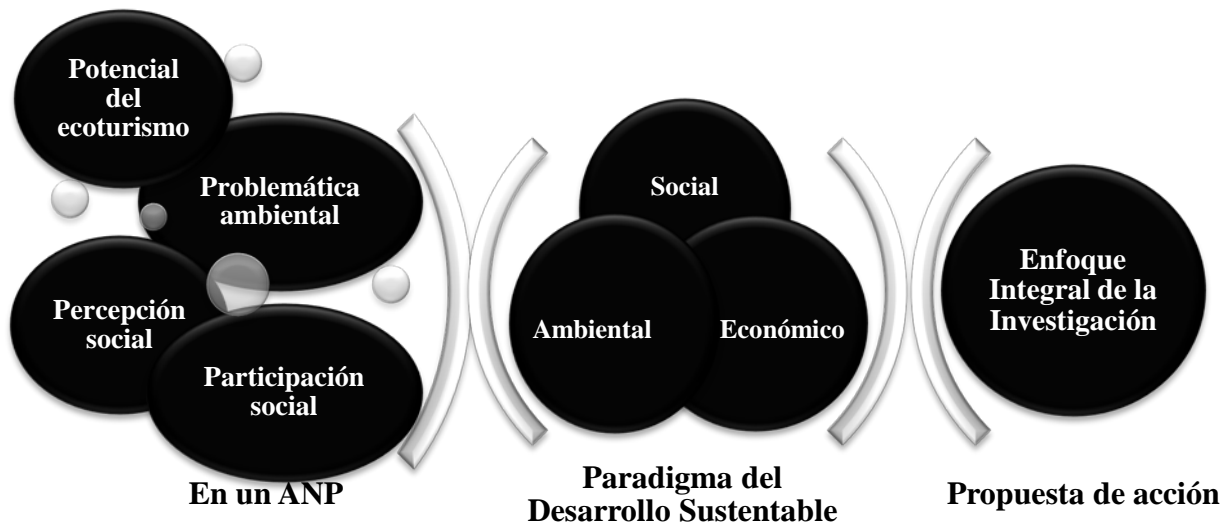 Potencial
del
ecoturismo
Problemática
ambiental
Percepción
social
Participación
social
En un ANP
Social
Ambiental
Económico
Paradigma del
Desarrollo Sustentable
Enfoque
Integral de la
Investigación
Propuesta de acción